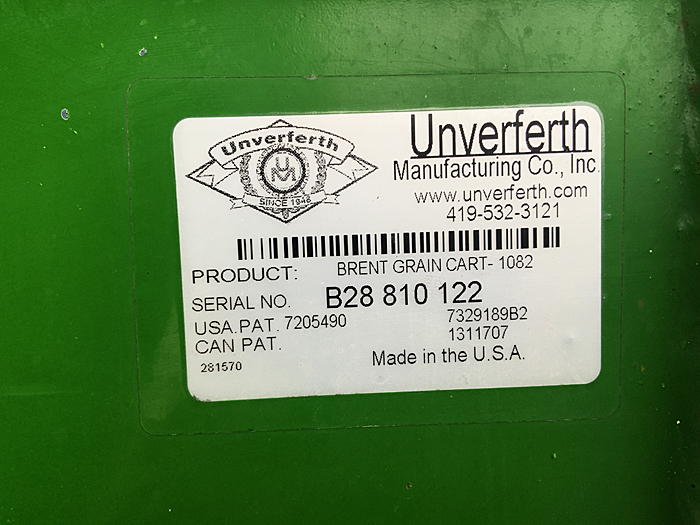 Unverferth
UM
SINCE 1948
Unverferth
Manufacturing Co., Inc.
www.unverferth.com
419-532-3121
PRODUCT: BRENT GRAIN CART- 1082
SERIAL NO. B28 810 122
USA.PAT. 7205490 7329189B2
CAN PAT. 1311707
281570 Made in the U.S.A.